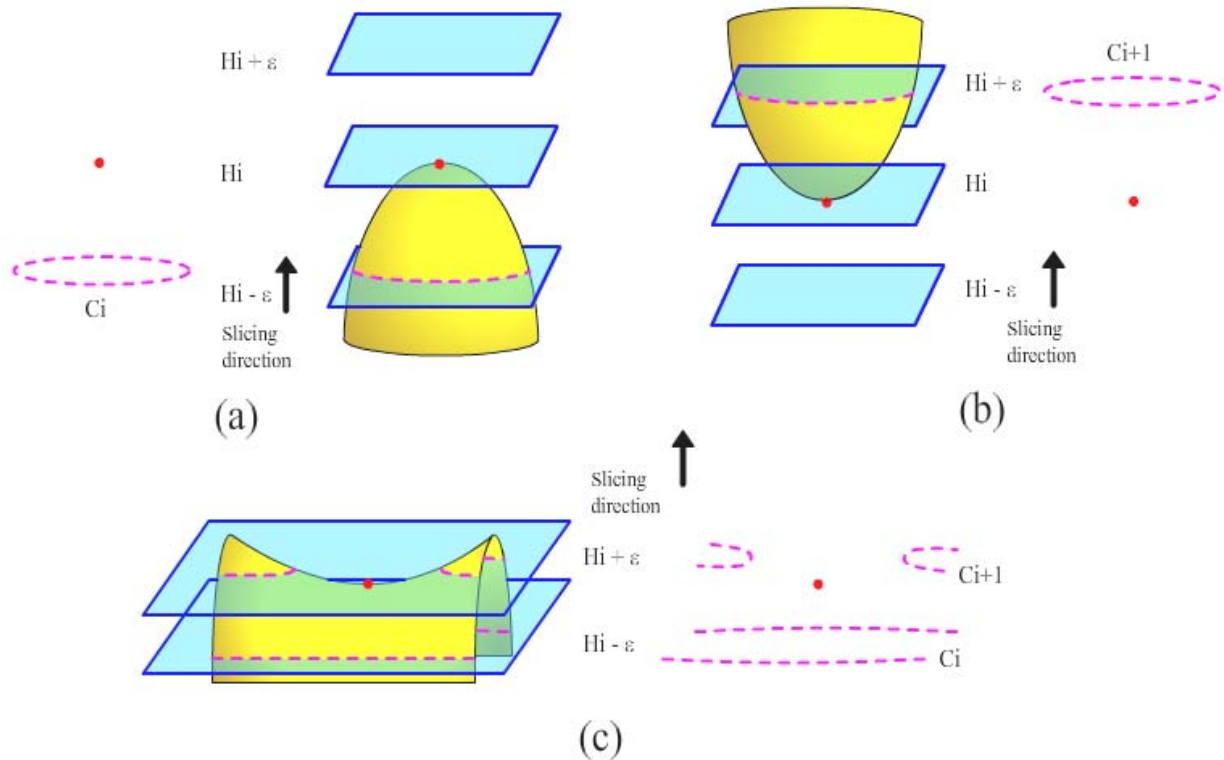 Hi + ε
Hi
Hi - ε
Ci
Slicing
direction
(a)
Ci+1
Hi + ε
Hi
Hi - ε
Slicing
direction
(b)
Slicing
direction
Hi + ε
Ci+1
Hi - ε
Ci
(c)